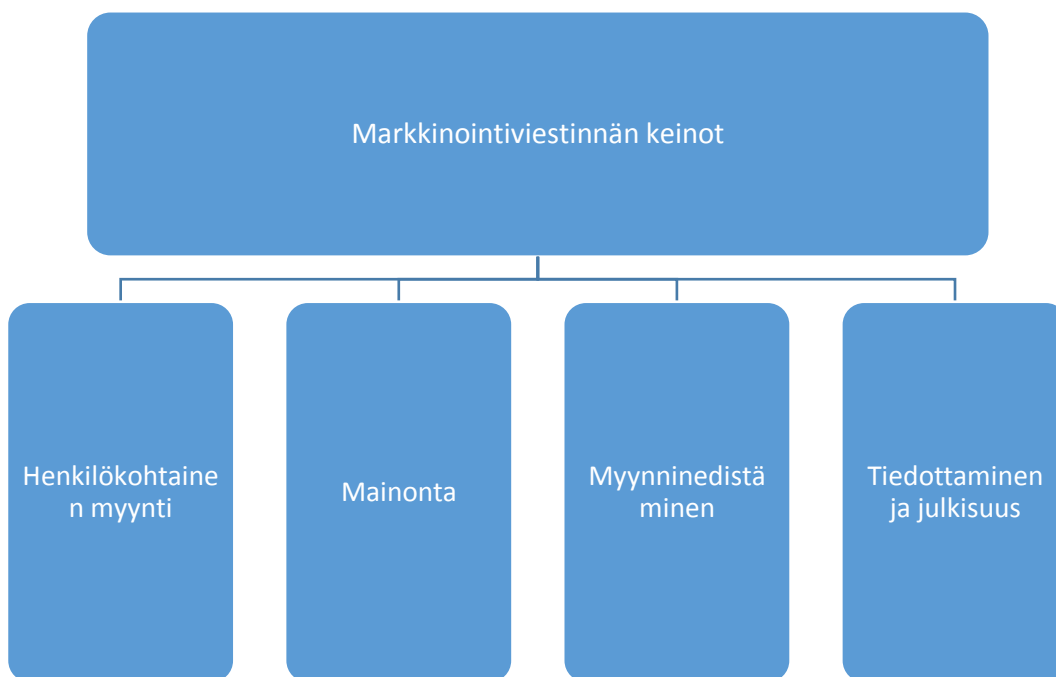 Markkinointiviestinnän keinot
Henkilökohtaine
n myynti
Mainonta
Myynninedistä
minen
Tiedottaminen
ja julkisuus